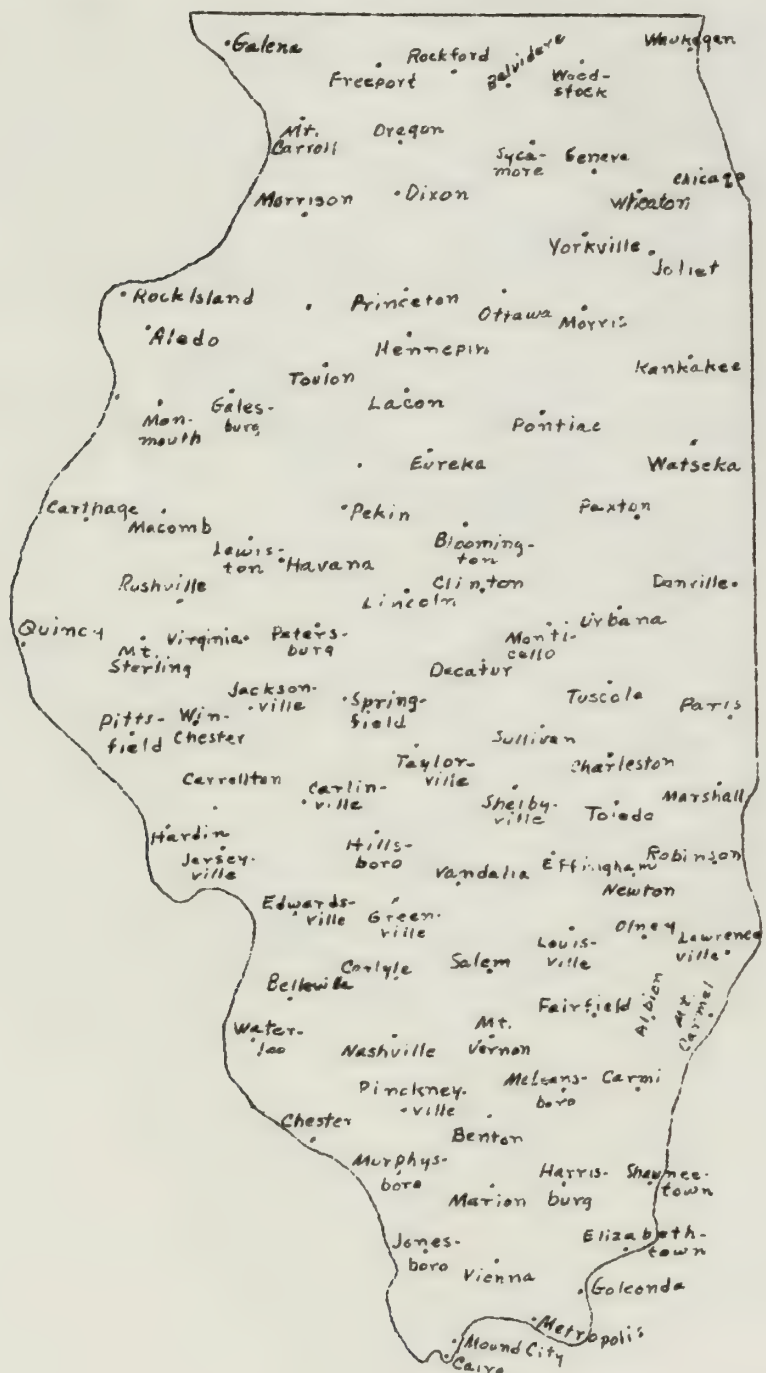 Galena
Rockford
Belvidere
Waukegan
Freeport
Wood-
stock
Mt.
Carroll
Oregon
Syca-
more
Geneva
Chicago
Morrison
Dixon
Wheaton
Yorkville
Joliet
Rock Island
Princeton
Ottawa
Morris
Aledo
Hennepin
Toulon
Kankakee
Mon-
mouth
Gales-
burg
Lacon
Pontiac
Eureka
Watseka
Carthage
Macomb
Pekin
Paxton
Lewis-
ton
Havana
Blooming-
ton
Rushville
Lincoln
Clinton
Danville
Quincy
Mt.
Sterling
Virginia
Peters-
burg
Monti-
cello
Urbana
Decatur
Jackson-
ville
Spring-
field
Tuscola
Paris
Pitts-
field
Win-
chester
Sullivan
Taylor-
ville
Charleston
Carrollton
Carlin-
ville
Shelby-
ville
Toledo
Marshall
Hardin
Jersey-
ville
Hills-
boro
Vandalia
Effingham
Robinson
Newton
Edwards-
ville
Green-
ville
Louis-
ville
Olney
Lawrence
ville
Belleville
Carlyle
Salem
Fairfield
Albion
Mt.
Carmel
Water-
loo
Nashville
Mt.
Vernon
Pinckney-
ville
McLeans-
boro
Carmi
Chester
Benton
Murphys-
boro
Marion
Harris-
burg
Shawnee-
town
Jones-
boro
Vienna
Elizabeth-
town
Golconda
Metropolis
Mound City
Cairo